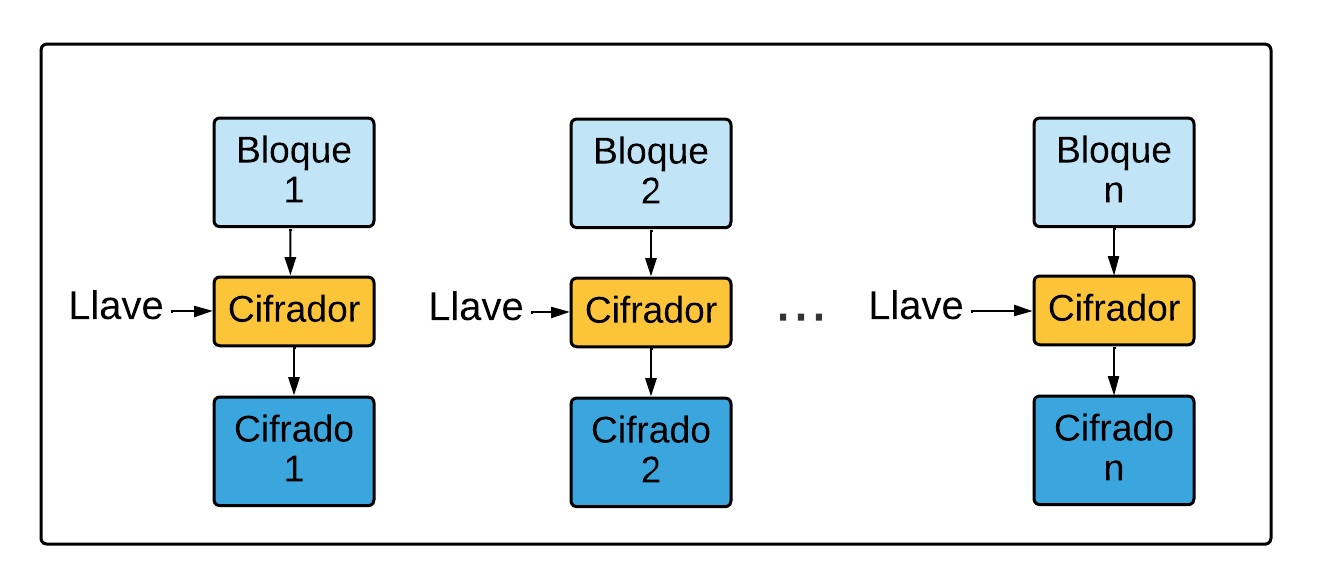 Bloque
1
Bloque
2
Bloque
n
Llave
Cifrador
Llave
Cifrador
...
Llave
Cifrador
Cifrado
1
Cifrado
2
Cifrado
n